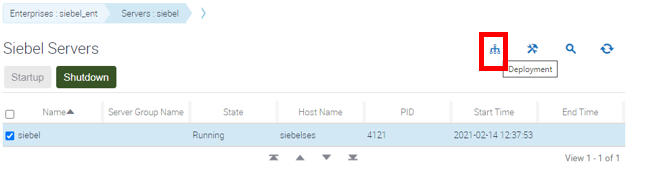 Enterprises : siebel_ent Servers : siebel
Siebel Servers
Startup Shutdown Deployment
Name Server Group Name State Host Name PID Start Time End Time
siebel Running siebelses 4121 2021-02-14 12:37:53
View 1 - 1 of 1